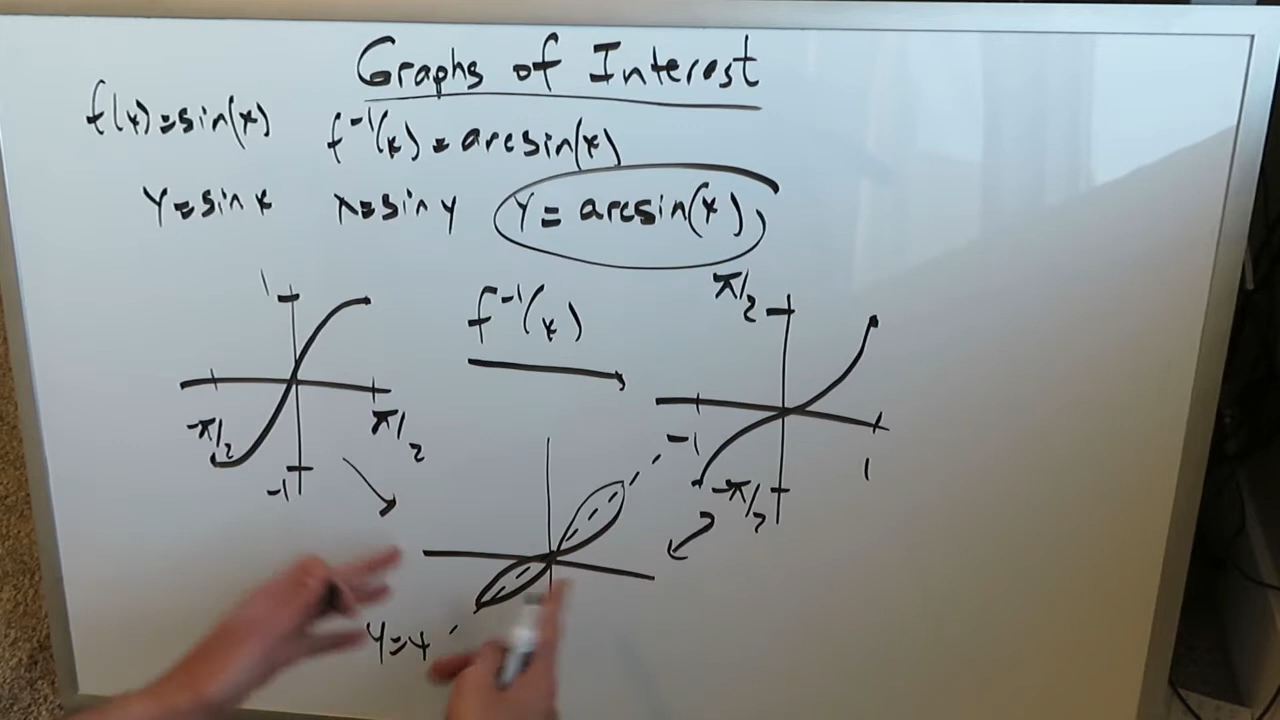 Graphs of Interest
f(x)=sin(x) f⁻¹(x)=arcsin(x)
y=sin x x=sin y y=arcsin(x)
1 f⁻¹(x) π/2
-π/2 π/2 -1 1
-1 -π/2
y=x